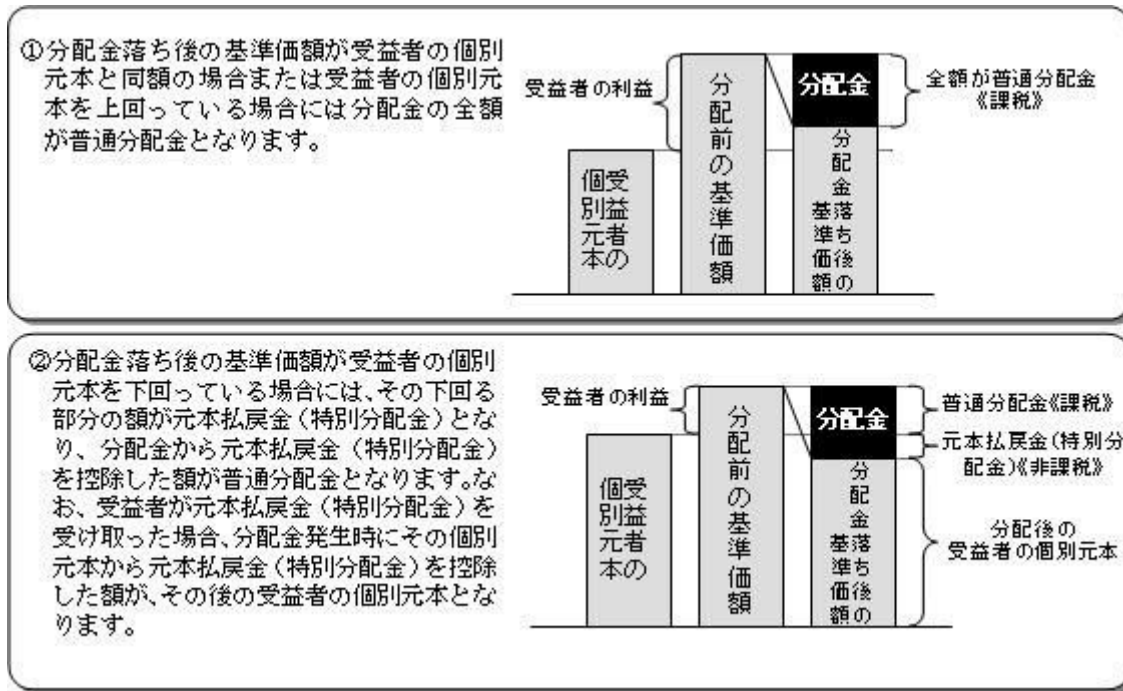 ①分配金落ち後の基準価額が受益者の個別
元本と同額の場合または受益者の個別元
本を上回っている場合には分配金の全額
が普通分配金となります。
受益者の利益
受益者の
個別元本
分配前の基準価額
分配金
分配金落ち後の
基準価額
全額が普通分配金
《課税》
②分配金落ち後の基準価額が受益者の個別
元本を下回っている場合には、その下回る
部分の額が元本払戻金（特別分配金）とな
り、分配金から元本払戻金（特別分配金）
を控除した額が普通分配金となります。な
お、受益者が元本払戻金（特別分配金）を
受け取った場合、分配金発生時にその個別
元本から元本払戻金（特別分配金）を控除
した額が、その後の受益者の個別元本とな
ります。
受益者の利益
受益者の
個別元本
分配前の基準価額
分配金
分配金落ち後の
基準価額
普通分配金《課税》
元本払戻金（特別分
配金）《非課税》
分配後の
受益者の個別元本